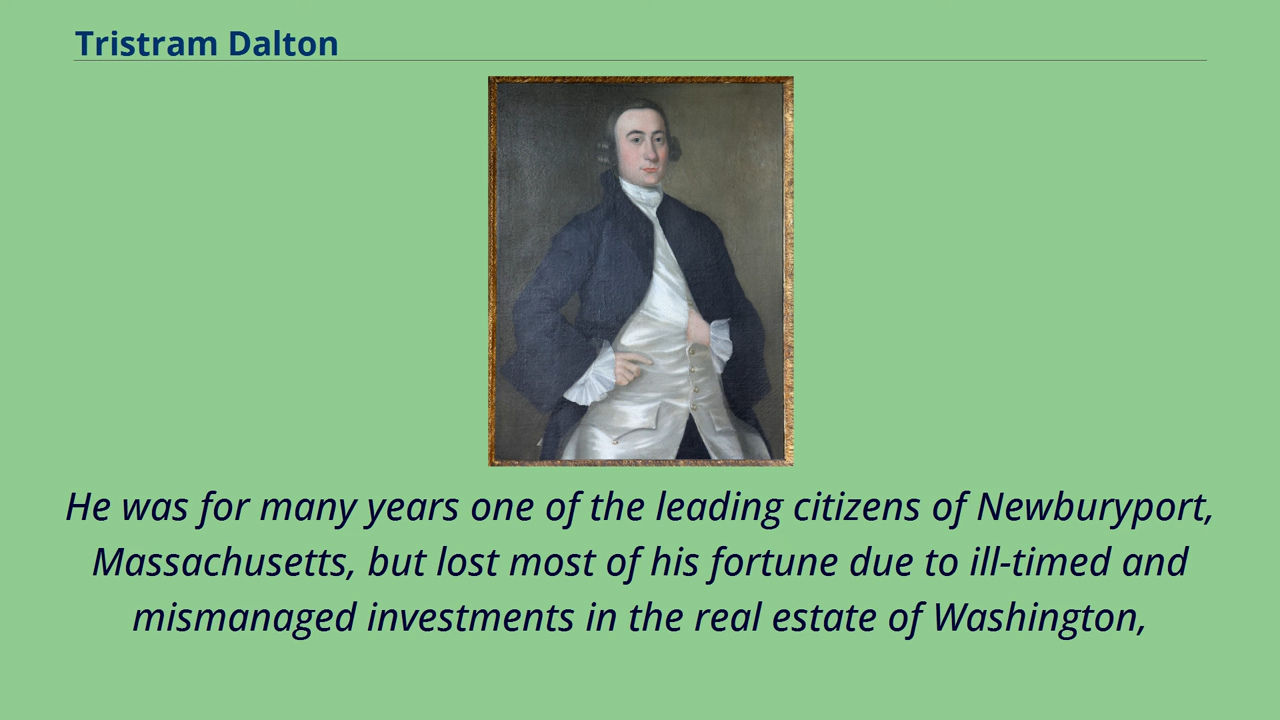 Tristram Dalton
He was for many years one of the leading citizens of Newburyport,
Massachusetts, but lost most of his fortune due to ill-timed and
mismanaged investments in the real estate of Washington,